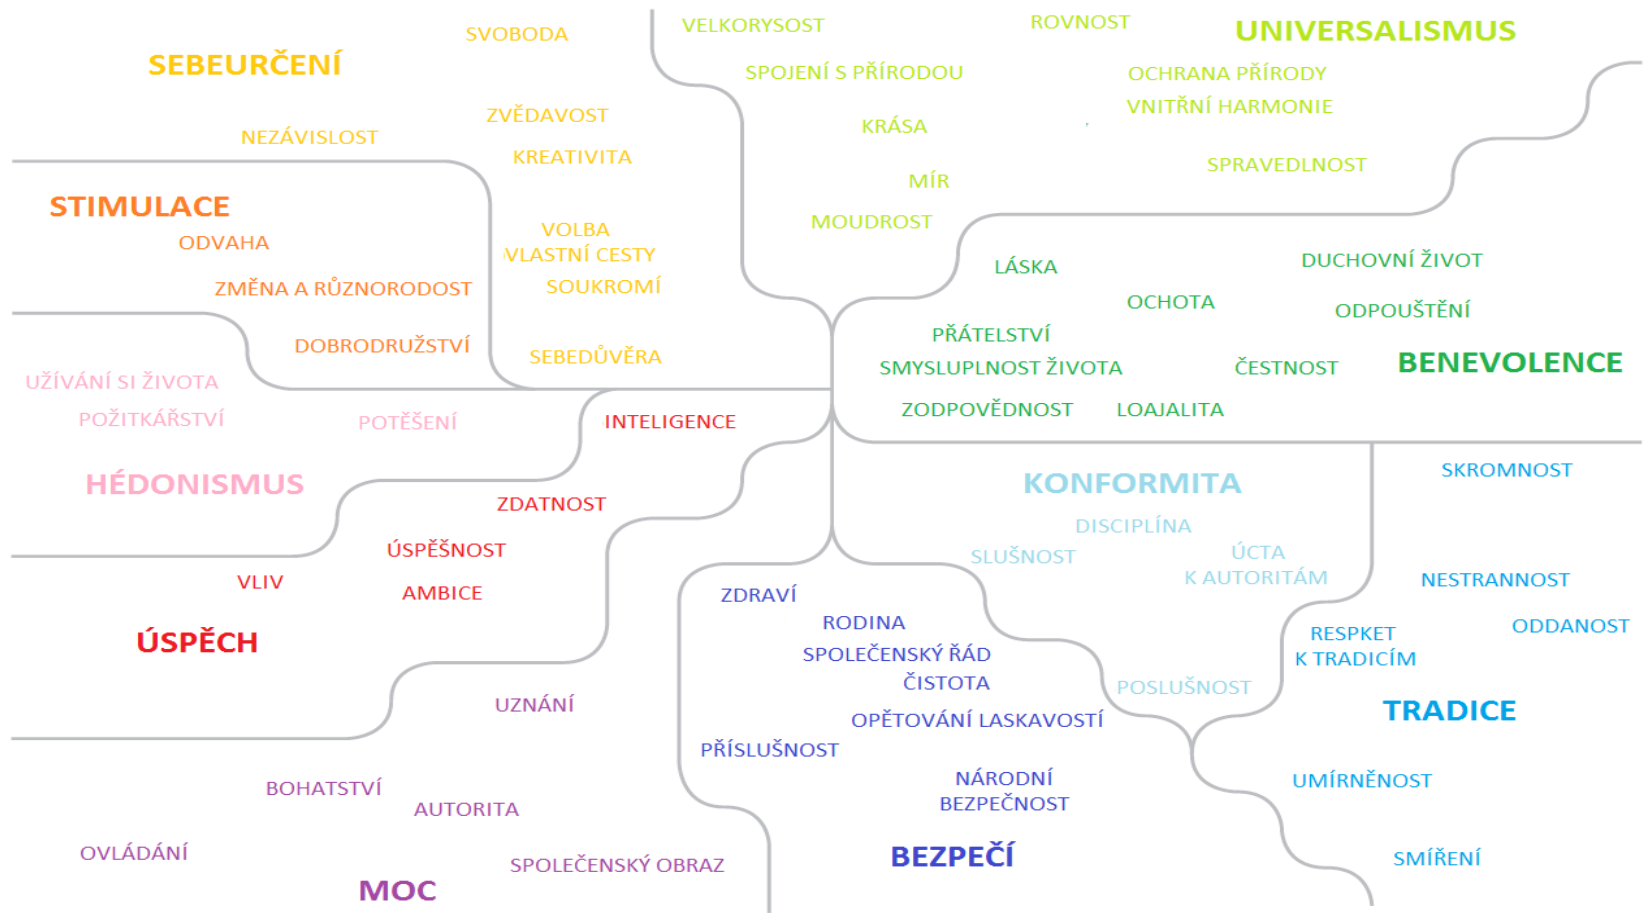 SEBEURČENÍ
SVOBODA
ZVĚDAVOST
NEZÁVISLOST
KREATIVITA
VOLBA
VLASTNÍ CESTY
SOUKROMÍ
SEBEDŮVĚRA
UNIVERSALISMUS
VELKORYSOST
ROVNOST
SPOJENÍ S PŘÍRODOU
OCHRANA PŘÍRODY
VNITŘNÍ HARMONIE
KRÁSA
SPRAVEDLNOST
MÍR
MOUDROST
STIMULACE
ODVAHA
ZMĚNA A RŮZNORODOST
DOBRODRUŽSTVÍ
LÁSKA
DUCHOVNÍ ŽIVOT
OCHOTA
ODPOUŠTĚNÍ
PŘÁTELSTVÍ
SMYSLUPLNOST ŽIVOTA
ČESTNOST
BENEVOLENCE
ZODPOVĚDNOST
LOAJALITA
UŽÍVÁNÍ SI ŽIVOTA
POŽITKÁŘSTVÍ
POTĚŠENÍ
HÉDONISMUS
INTELIGENCE
ZDATNOST
ÚSPĚŠNOST
VLIV
AMBICE
ÚSPĚCH
KONFORMITA
DISCIPLÍNA
SLUŠNOST
ÚCTA
K AUTORITÁM
POSLUŠNOST
SKROMNOST
NESTRANNOST
ODDANOST
RESPKET
K TRADICÍM
TRADICE
UMÍRNĚNOST
SMÍŘENÍ
ZDRAVÍ
RODINA
SPOLEČENSKÝ ŘÁD
ČISTOTA
OPĚTOVÁNÍ LASKAVOSTÍ
PŘÍSLUŠNOST
NÁRODNÍ
BEZPEČNOST
BEZPEČÍ
UZNÁNÍ
BOHATSTVÍ
AUTORITA
OVLÁDÁNÍ
SPOLEČENSKÝ OBRAZ
MOC